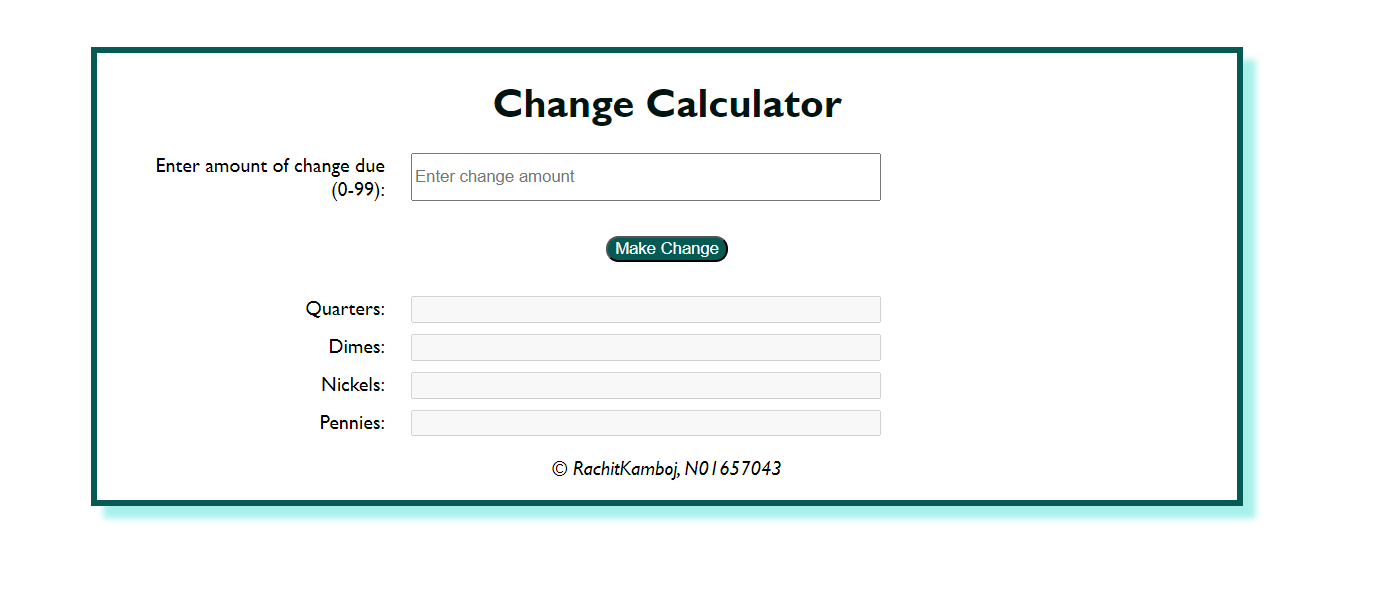 Change Calculator
Enter amount of change due
(0-99):
Enter change amount
Make Change
Quarters:
Dimes:
Nickels:
Pennies:
© RachitKamboj, N01657043